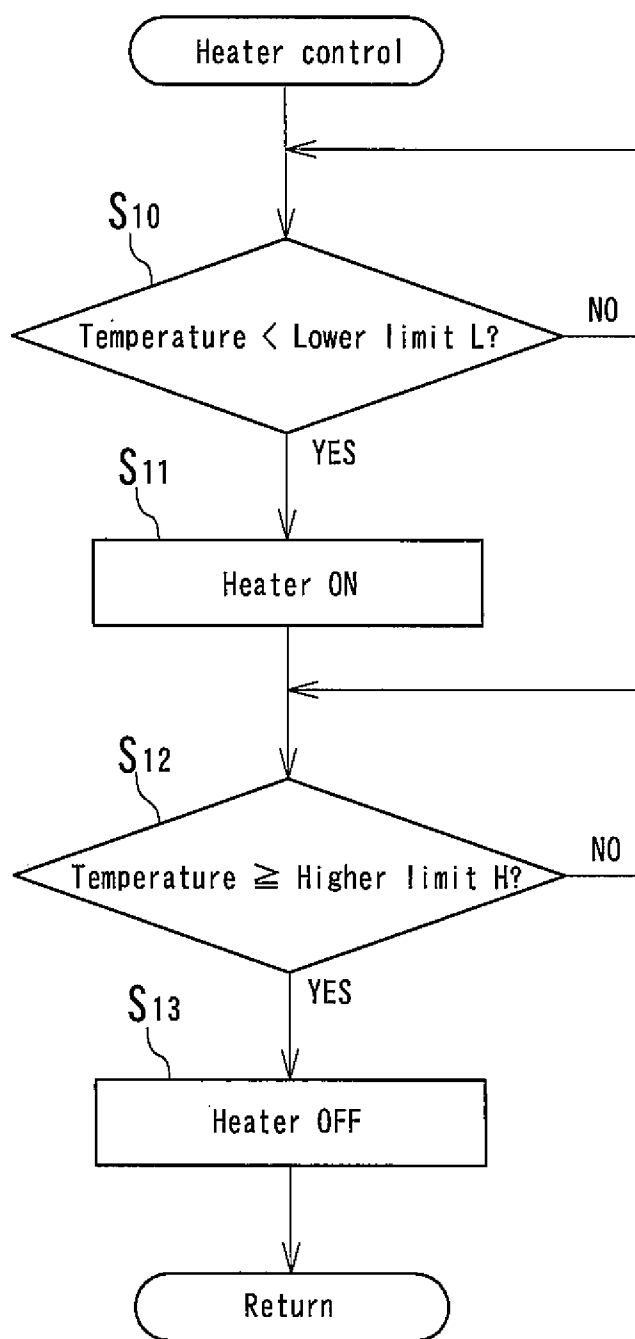 Heater control
S10
Temperature < Lower limit L?
NO
YES
S11
Heater ON
S12
Temperature ≧ Higher limit H?
NO
YES
S13
Heater OFF
Return